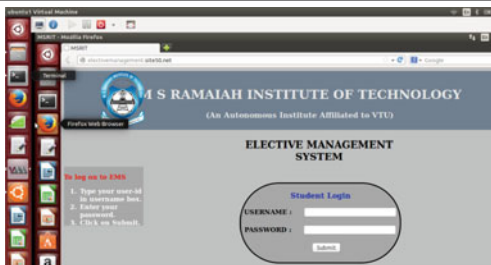 ubuntu1 Virtual Machine
MSRIT - Mozilla Firefox
MSRIT
electivemanagement.site50.net
Google
Terminal
Firefox Web Browser
M S RAMAIAH INSTITUTE OF TECHNOLOGY
(An Autonomous Institute Affiliated to VTU)
ELECTIVE MANAGEMENT
SYSTEM
To log on to EMS
1. Type your user-id
in username box.
2. Enter your
password.
3. Click on Submit.
Student Login
USERNAME :
PASSWORD :
Submit